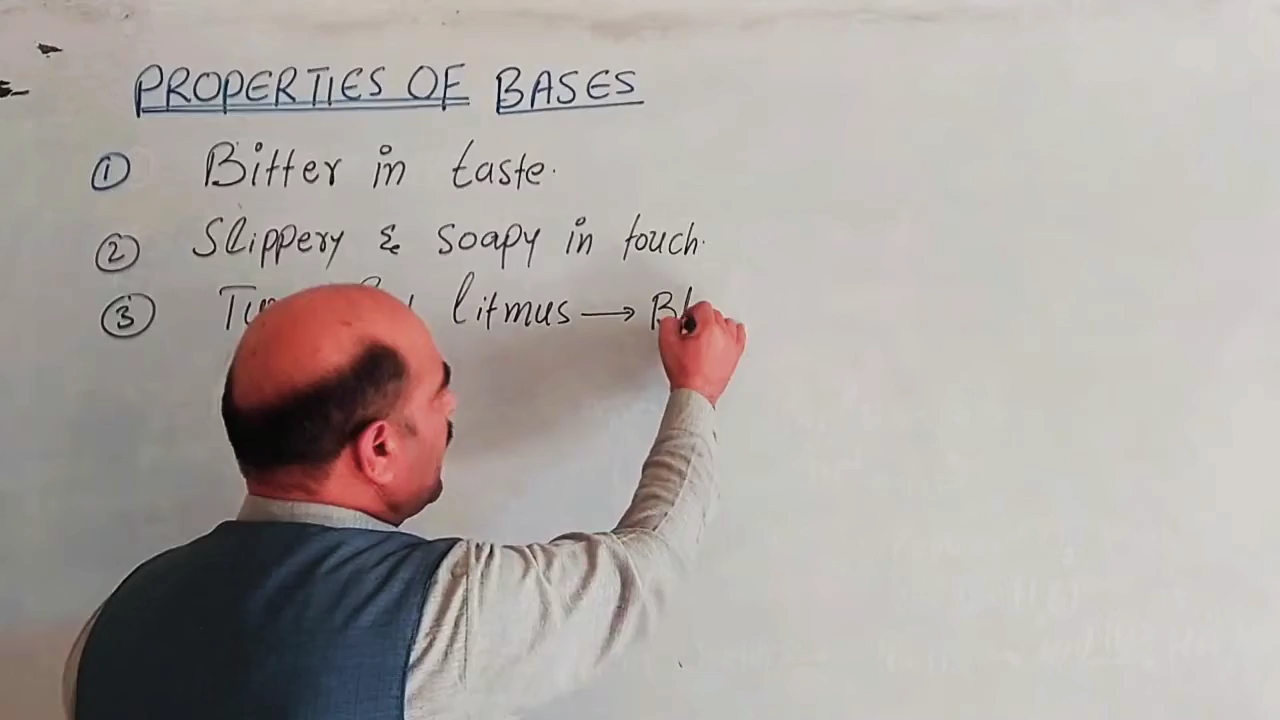 PROPERTIES OF BASES
① Bitter in taste.
② Slippery & soapy in touch.
③ litmus →